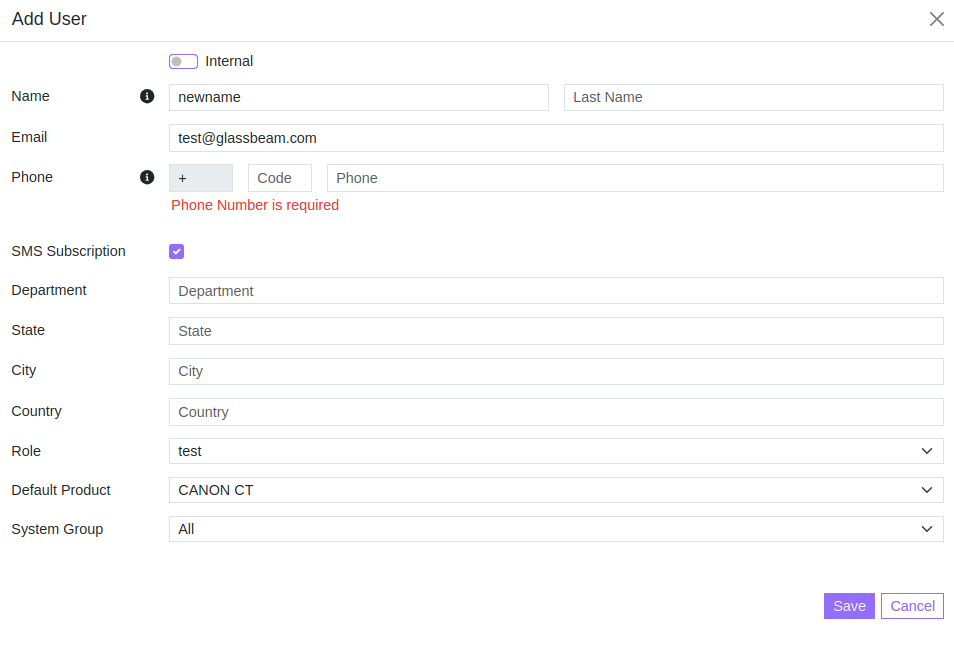 Add User
Internal
Name newname Last Name
Email test@glassbeam.com
Phone + Code Phone
Phone Number is required
SMS Subscription
Department Department
State State
City City
Country Country
Role test
Default Product CANON CT
System Group All
Save Cancel